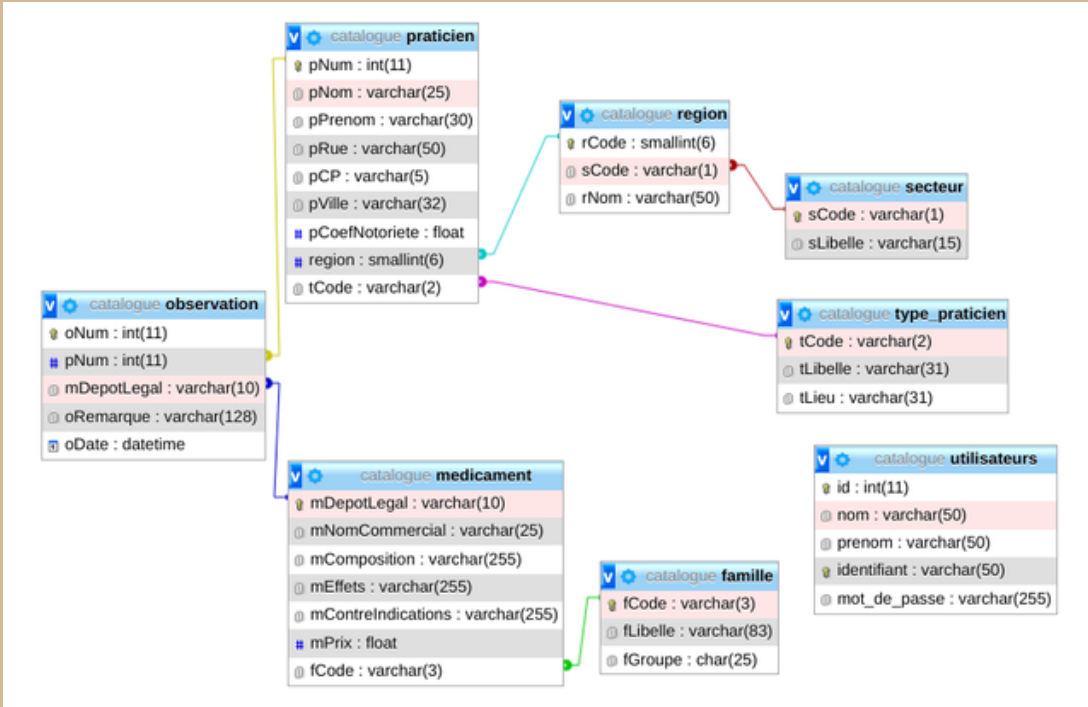 catalogue praticien
pNum : int(11)
pNom : varchar(25)
pPrenom : varchar(30)
pRue : varchar(50)
pCP : varchar(5)
pVille : varchar(32)
# pCoefNotoriete : float
# region : smallint(6)
tCode : varchar(2)
catalogue region
rCode : smallint(6)
sCode : varchar(1)
rNom : varchar(50)
catalogue secteur
sCode : varchar(1)
sLibelle : varchar(15)
catalogue observation
oNum : int(11)
# pNum : int(11)
mDepotLegal : varchar(10)
oRemarque : varchar(128)
oDate : datetime
catalogue type_praticien
tCode : varchar(2)
tLibelle : varchar(31)
tLieu : varchar(31)
catalogue medicament
mDepotLegal : varchar(10)
mNomCommercial : varchar(25)
mComposition : varchar(255)
mEffets : varchar(255)
mContreIndications : varchar(255)
# mPrix : float
fCode : varchar(3)
catalogue famille
fCode : varchar(3)
fLibelle : varchar(83)
fGroupe : char(25)
catalogue utilisateurs
id : int(11)
nom : varchar(50)
prenom : varchar(50)
identifiant : varchar(50)
mot_de_passe : varchar(255)